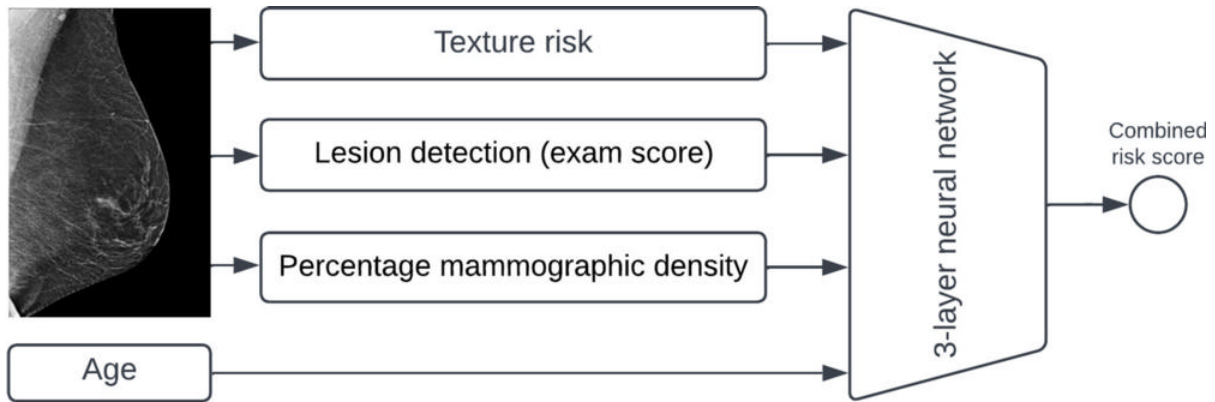 Texture risk
Lesion detection (exam score)
Percentage mammographic density
Age
3-layer neural network
Combined
risk score